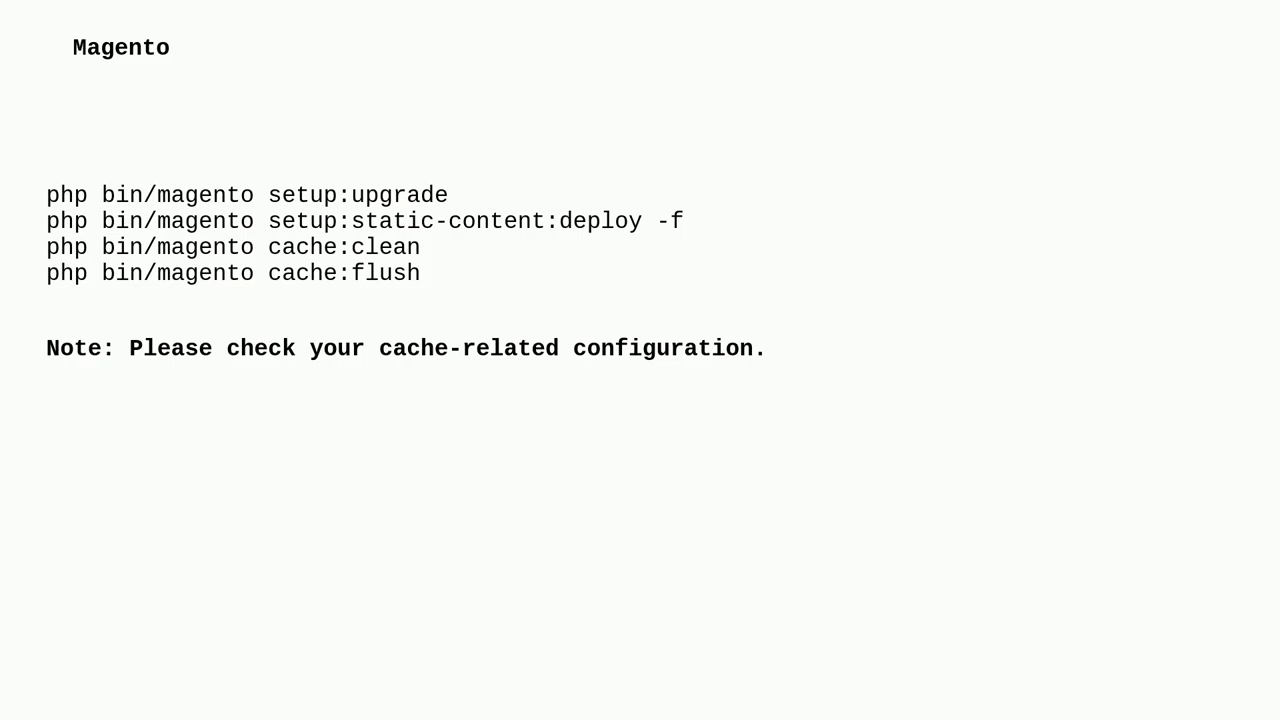 Magento
php bin/magento setup:upgrade
php bin/magento setup:static-content:deploy -f
php bin/magento cache:clean
php bin/magento cache:flush
Note: Please check your cache-related configuration.